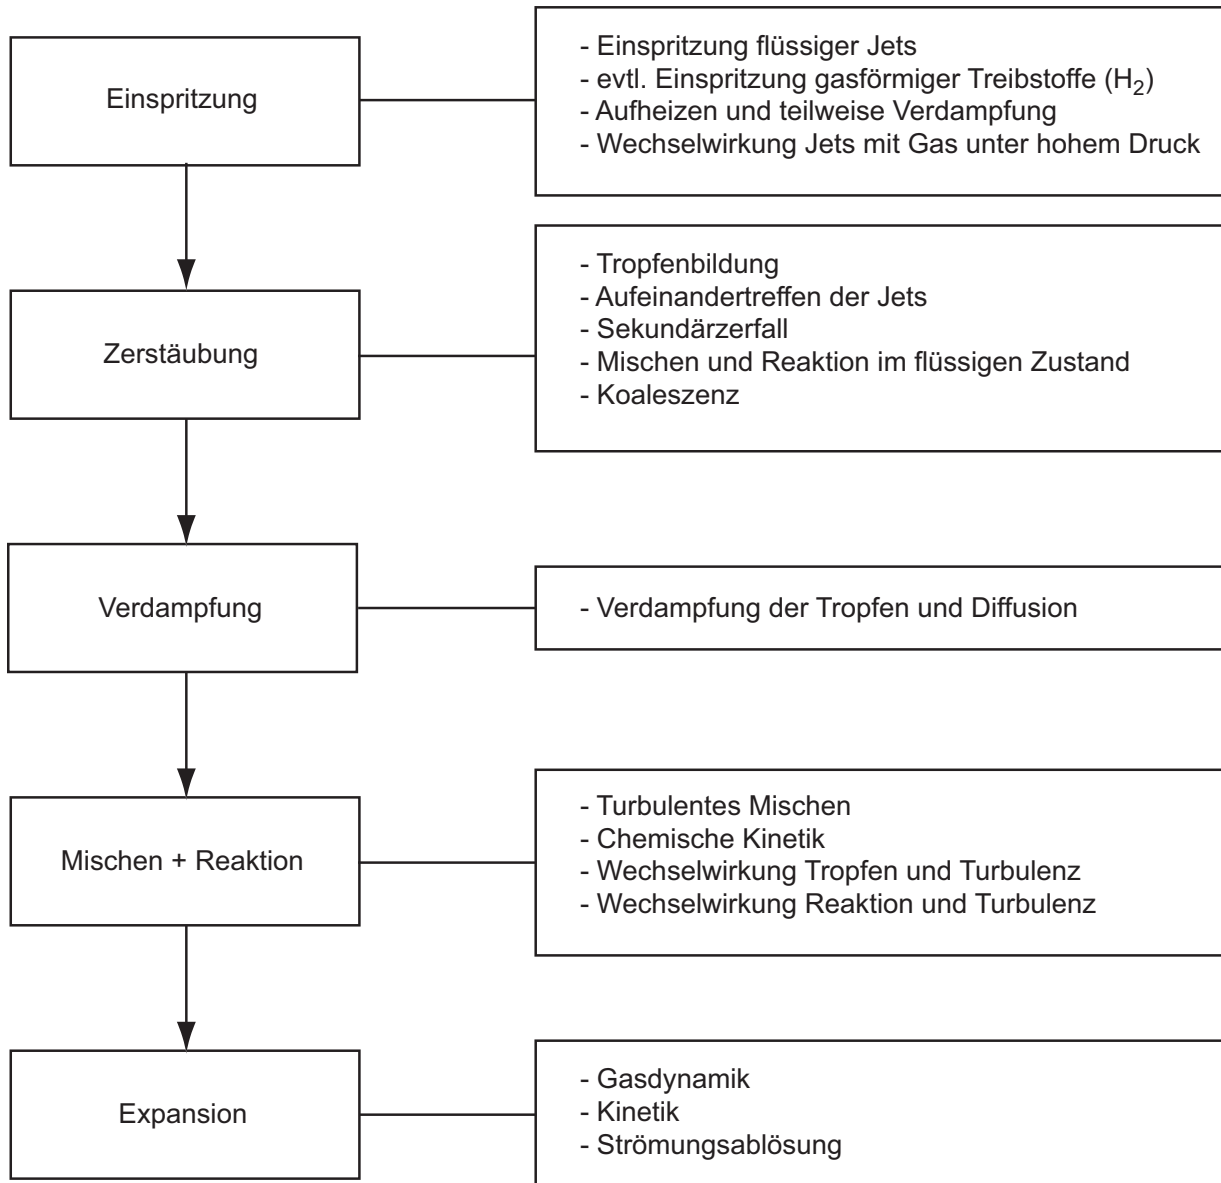 Einspritzung
- Einspritzung flüssiger Jets
- evtl. Einspritzung gasförmiger Treibstoffe (H₂)
- Aufheizen und teilweise Verdampfung
- Wechselwirkung Jets mit Gas unter hohem Druck
Zerstäubung
- Tropfenbildung
- Aufeinandertreffen der Jets
- Sekundärzerfall
- Mischen und Reaktion im flüssigen Zustand
- Koaleszenz
Verdampfung
- Verdampfung der Tropfen und Diffusion
Mischen + Reaktion
- Turbulentes Mischen
- Chemische Kinetik
- Wechselwirkung Tropfen und Turbulenz
- Wechselwirkung Reaktion und Turbulenz
Expansion
- Gasdynamik
- Kinetik
- Strömungsablösung